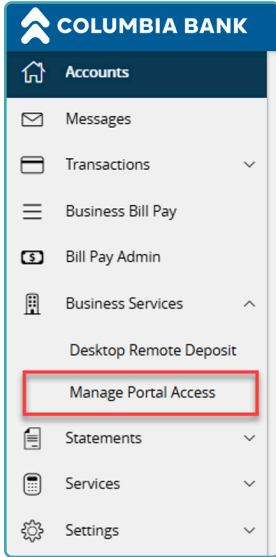 COLUMBIA BANK
Accounts
Messages
Transactions
Business Bill Pay
Bill Pay Admin
Business Services
Desktop Remote Deposit
Manage Portal Access
Statements
Services
Settings